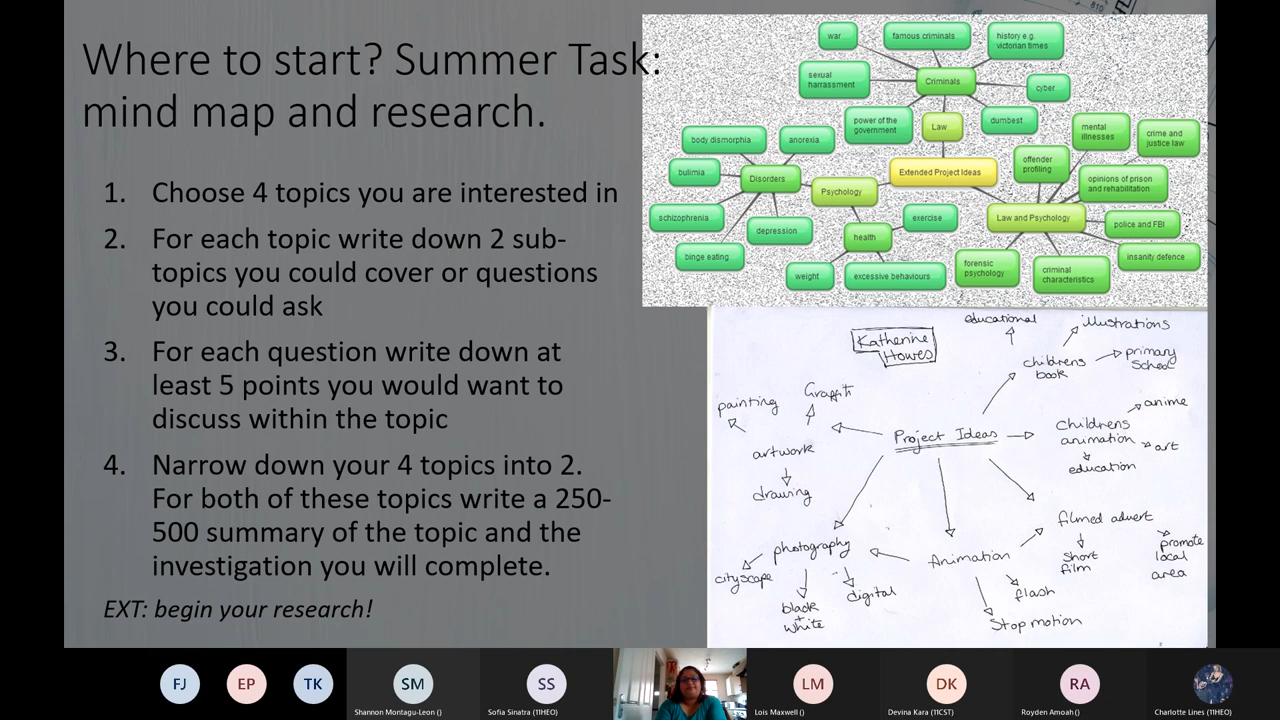 Where to start? Summer Task:
mind map and research.
1. Choose 4 topics you are interested in
2. For each topic write down 2 sub-
topics you could cover or questions
you could ask
3. For each question write down at
least 5 points you would want to
discuss within the topic
4. Narrow down your 4 topics into 2.
For both of these topics write a 250-
500 summary of the topic and the
investigation you will complete.
EXT: begin your research!
810
war
famous criminals
history e.g.
victorian times
sexual
harrassment
Criminals
cyber
power of the
government
Law
dumbest
mental
illnesses
crime and
justice law
body dismorphia
anorexia
offender
profiling
bulimia
Disorders
Psychology
Extended Project Ideas
opinions of prison
and rehabilitation
schizophrenia
depression
exercise
Law and Psychology
police and FBI
health
binge eating
weight
excessive behaviours
forensic
psychology
criminal
characteristics
insanity defence
Katherine
Howes
educational
illustrations
childrens
book
primary
School
painting
Graffiti
anime
Project Ideas
childrens
animation
art
education
artwork
drawing
filmed advert
promote
local
area
short
film
photography
Animation
cityscape
digital
flash
black
+
white
Stop motion
FJ
EP
TK
SM
Shannon Montagu-Leon ()
SS
Sofia Sinatra (11HEO)
LM
Lois Maxwell ()
DK
Devina Kara (11CST)
RA
Royden Amoah ()
Charlotte Lines (11HEO)